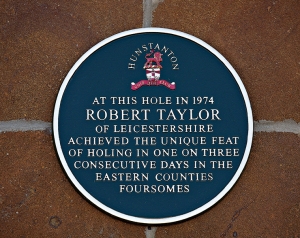 HUNSTANTON
AT THIS HOLE IN 1974
ROBERT TAYLOR
OF LEICESTERSHIRE
ACHIEVED THE UNIQUE FEAT
OF HOLING IN ONE ON THREE
CONSECUTIVE DAYS IN THE
EASTERN COUNTIES
FOURSOMES